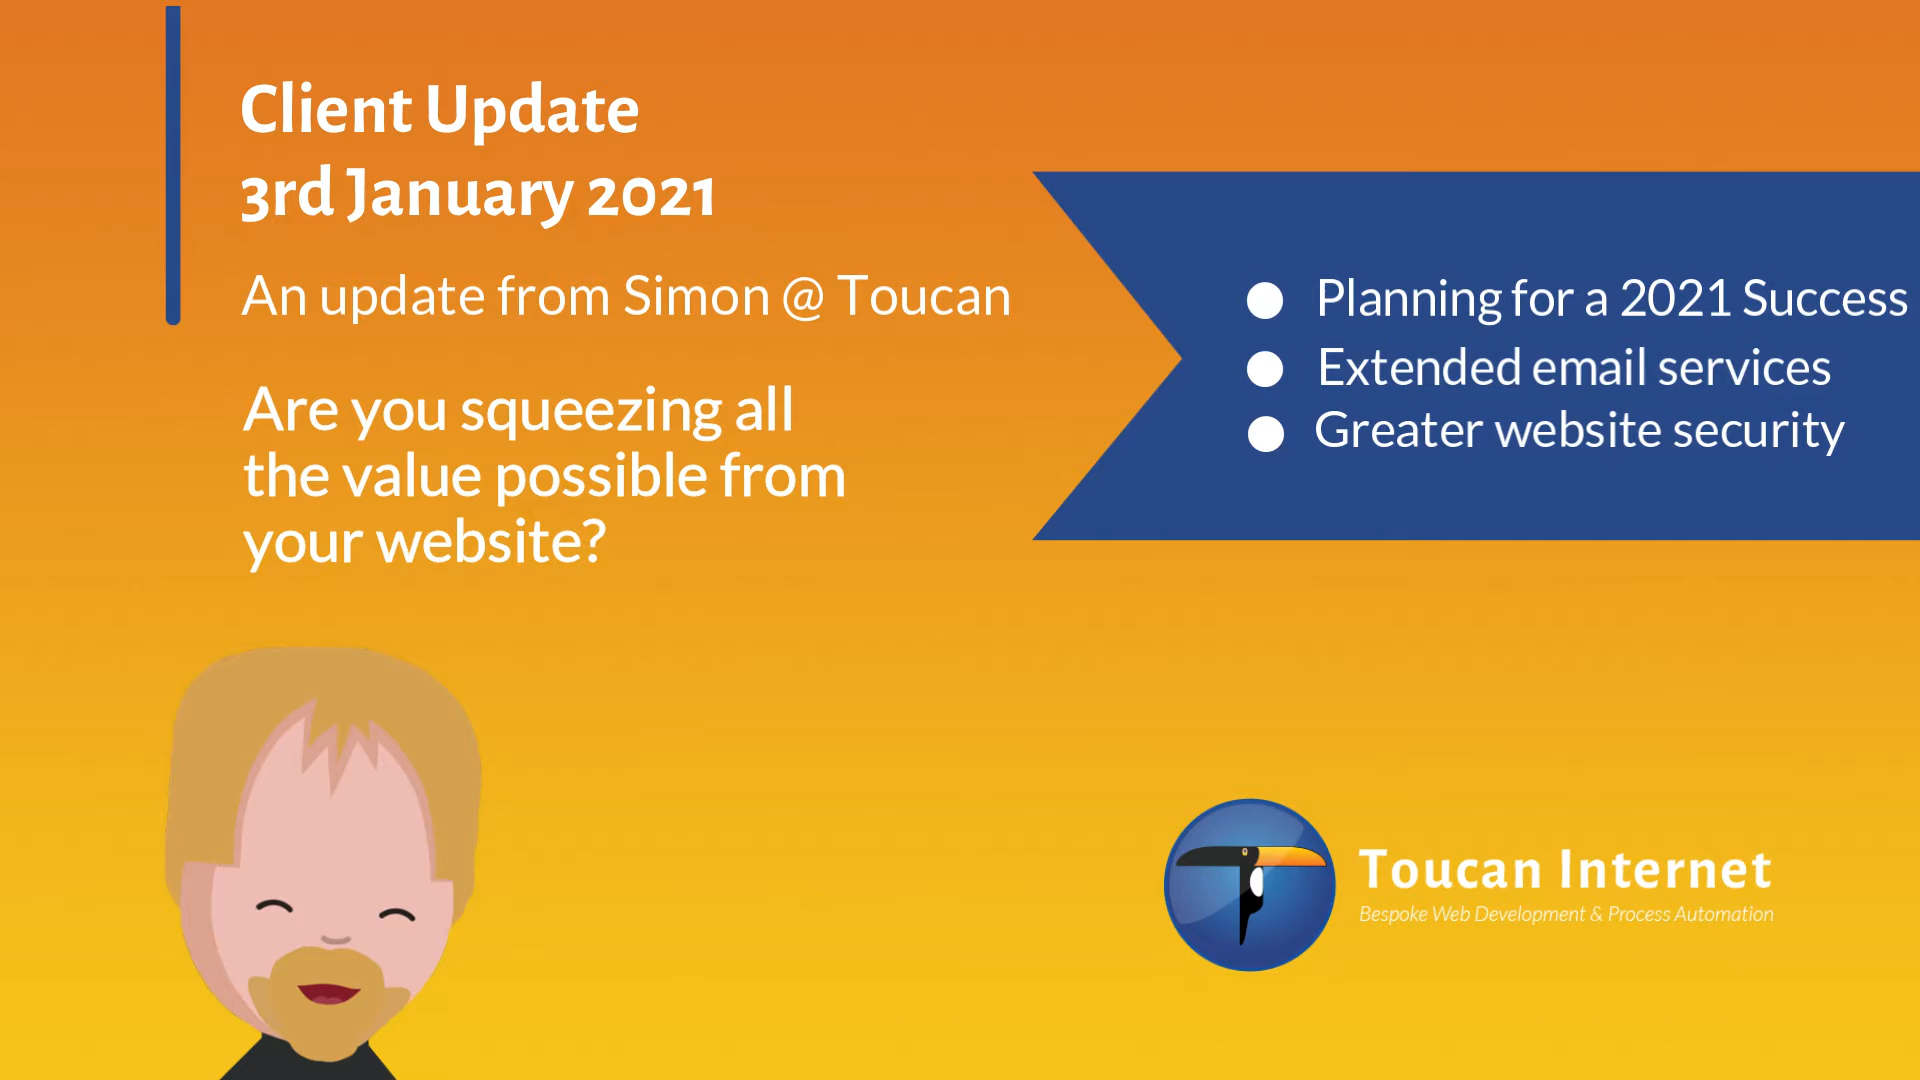 Client Update
3rd January 2021
An update from Simon @ Toucan
Are you squeezing all
the value possible from
your website?
Planning for a 2021 Success
Extended email services
Greater website security
Toucan Internet
Bespoke Web Development & Process Automation